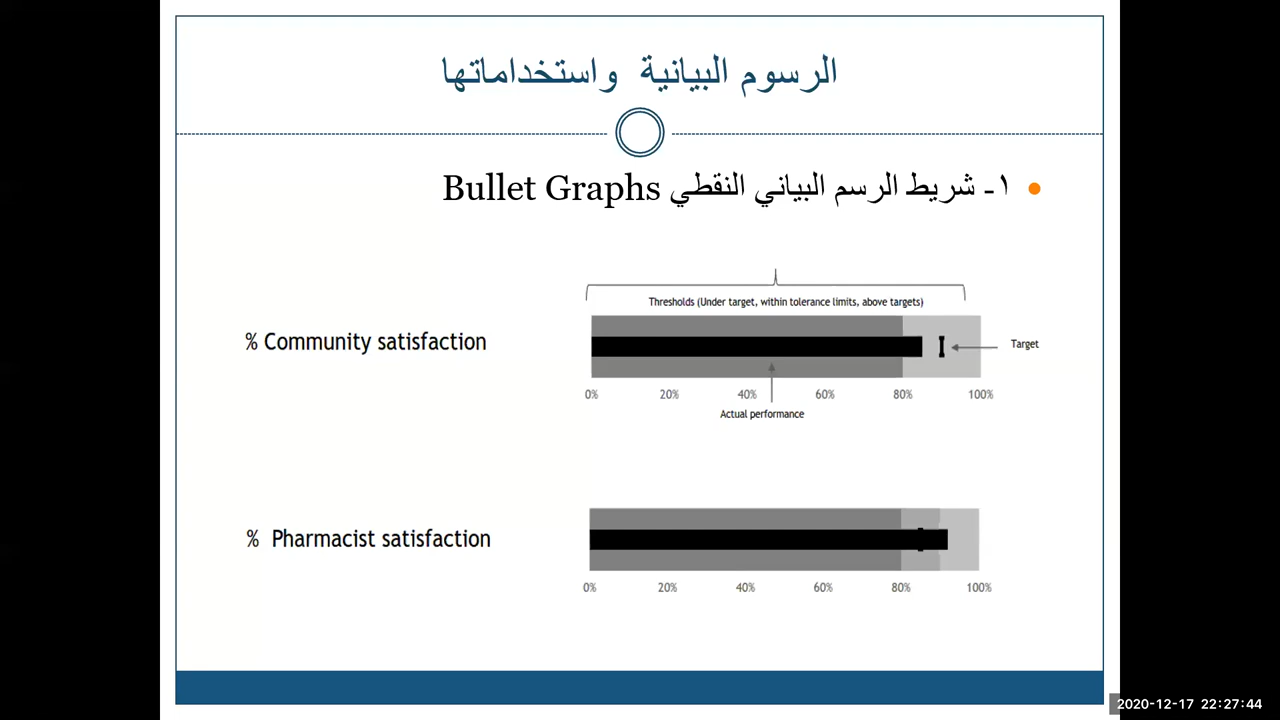 الرسوم البيانية واستخداماتها
١- شريط الرسم البياني النقطي Bullet Graphs
Thresholds (Under target, within tolerance limits, above targets)
% Community satisfaction
Target
0% 20% 40% 60% 80% 100%
Actual performance
% Pharmacist satisfaction
0% 20% 40% 60% 80% 100%
2020-12-17 22:27:44